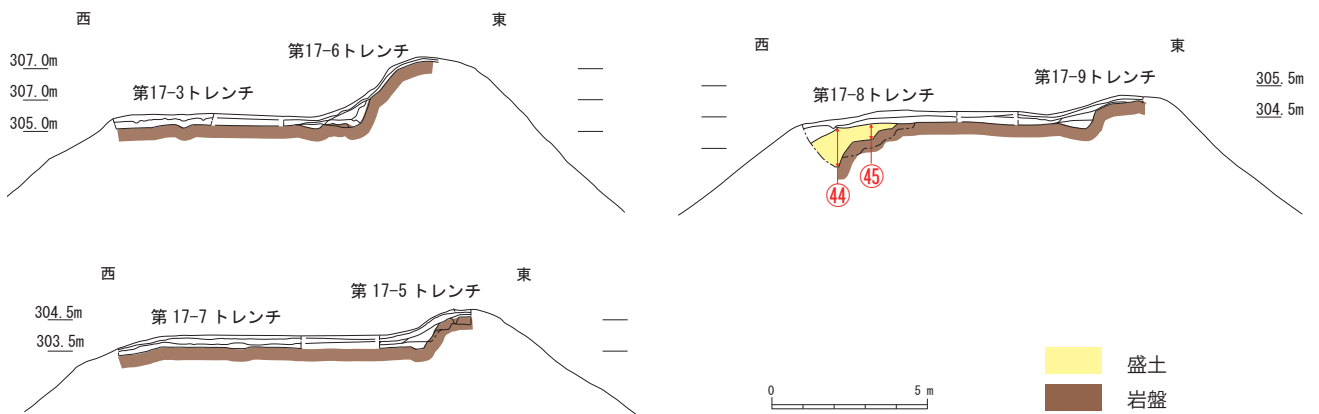 西
東
第17-6トレンチ
307.0m
307.0m
第17-3トレンチ
305.0m
西
東
第17-9トレンチ
305.5m
第17-8トレンチ
304.5m
㊺
㊹
西
東
第 17-5 トレンチ
304.5m
第 17-7 トレンチ
303.5m
盛土
0 5 m
岩盤